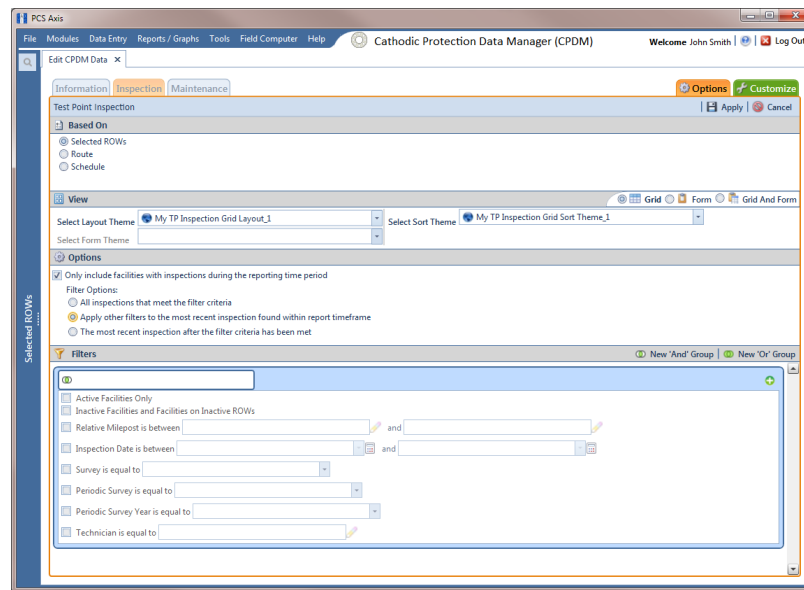 PCS Axis
File Modules Data Entry Reports / Graphs Tools Field Computer Help Cathodic Protection Data Manager (CPDM) Welcome John Smith | Log Out
Edit CPDM Data
Information Inspection Maintenance Options Customize
Test Point Inspection | Apply | Cancel
Based On
Selected ROWs
Route
Schedule
View Grid Form Grid And Form
Select Layout Theme My TP Inspection Grid Layout_1 Select Sort Theme My TP Inspection Grid Sort Theme_1
Select Form Theme
Options
Only include facilities with inspections during the reporting time period
Filter Options:
All inspections that meet the filter criteria
Apply other filters to the most recent inspection found within report timeframe
The most recent inspection after the filter criteria has been met
Selected ROWs
Filters New 'And' Group | New 'Or' Group
Active Facilities Only
Inactive Facilities and Facilities on Inactive ROWs
Relative Milepost is between and
Inspection Date is between and
Survey is equal to
Periodic Survey is equal to
Periodic Survey Year is equal to
Technician is equal to